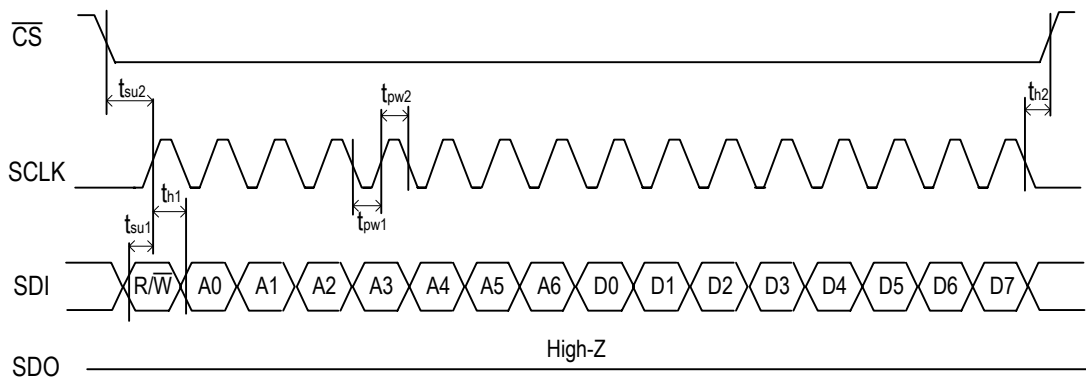 C̅S̅
tsu2
tpw2
th2
SCLK
th1
tpw1
tsu1
SDI R/W̅ A0 A1 A2 A3 A4 A5 A6 D0 D1 D2 D3 D4 D5 D6 D7
High-Z
SDO